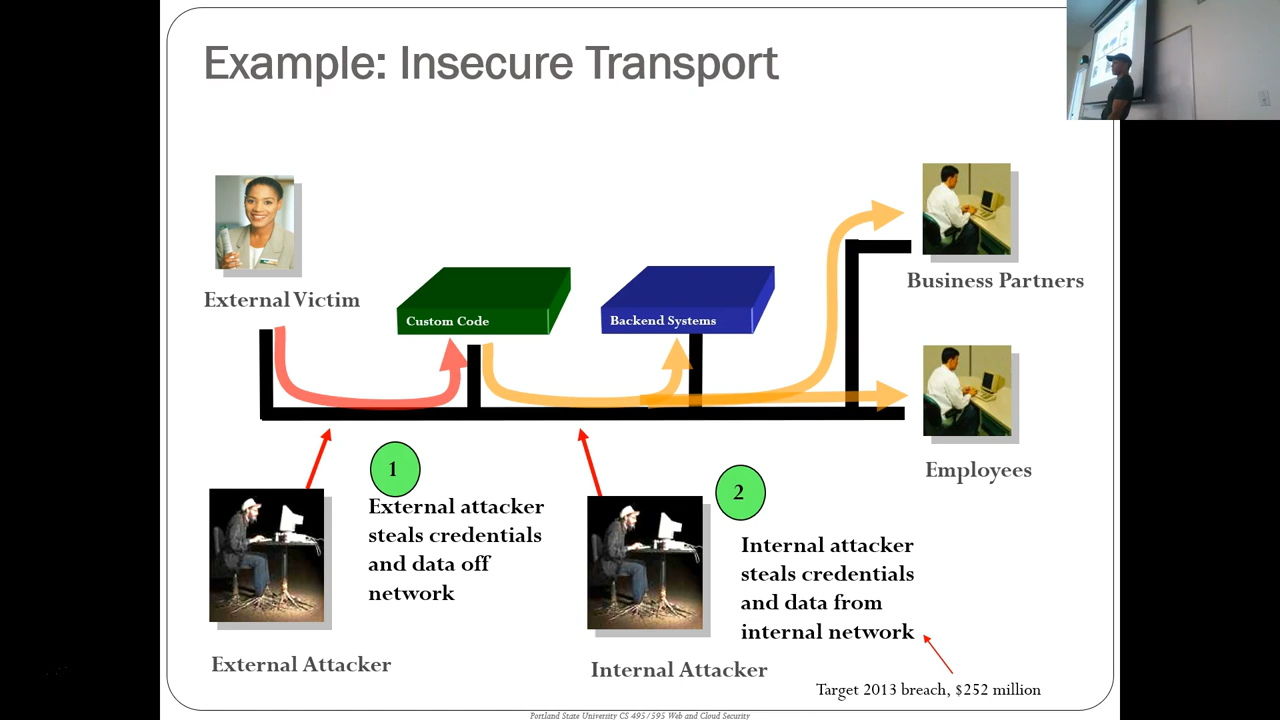 Example: Insecure Transport
External Victim
Custom Code
Backend Systems
Business Partners
Employees
1
External attacker
steals credentials
and data off
network
2
Internal attacker
steals credentials
and data from
internal network
External Attacker
Internal Attacker
Target 2013 breach, $252 million
Portland State University CS 495/595 Web and Cloud Security